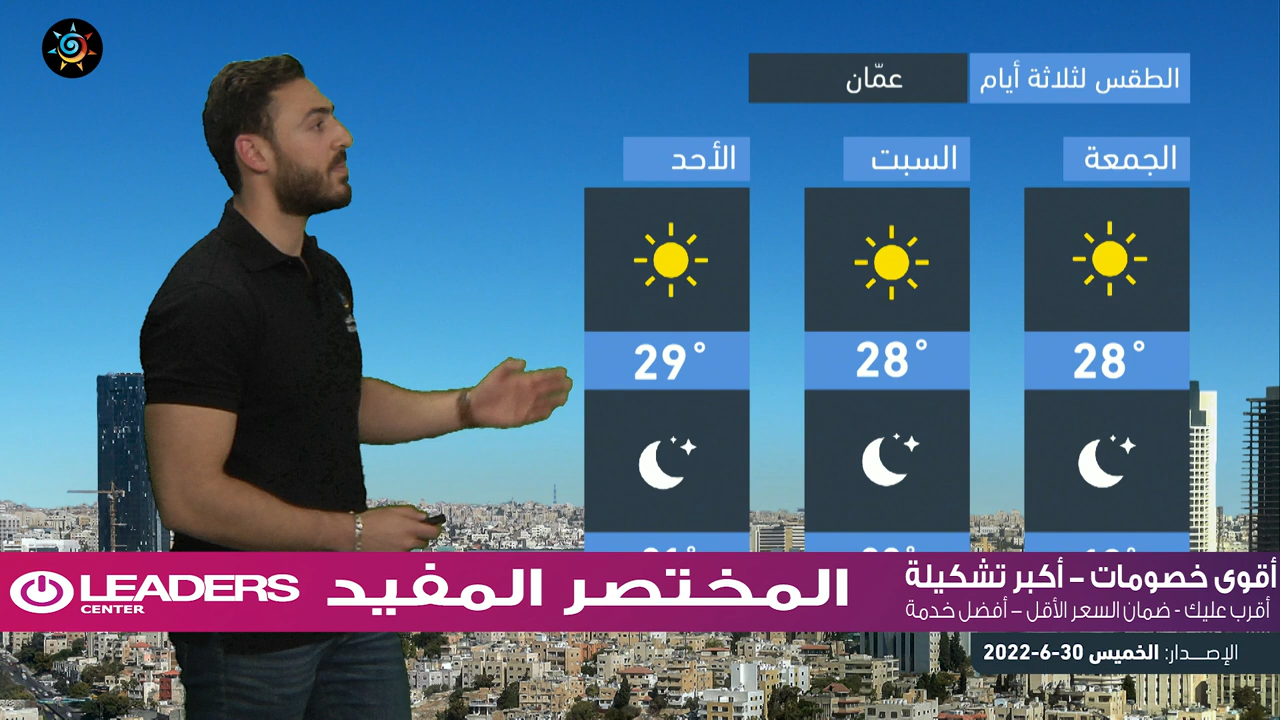 الطقس لثلاثة أيام
عمّان
الجمعة
السبت
الأحد
28°
28°
29°
أقوى خصومات – أكبر تشكيلة
أقرب عليك - ضمان السعر الأقل – أفضل خدمة
المختصر المفيد
LEADERS
CENTER
الإصــدار: الخميس 30-6-2022